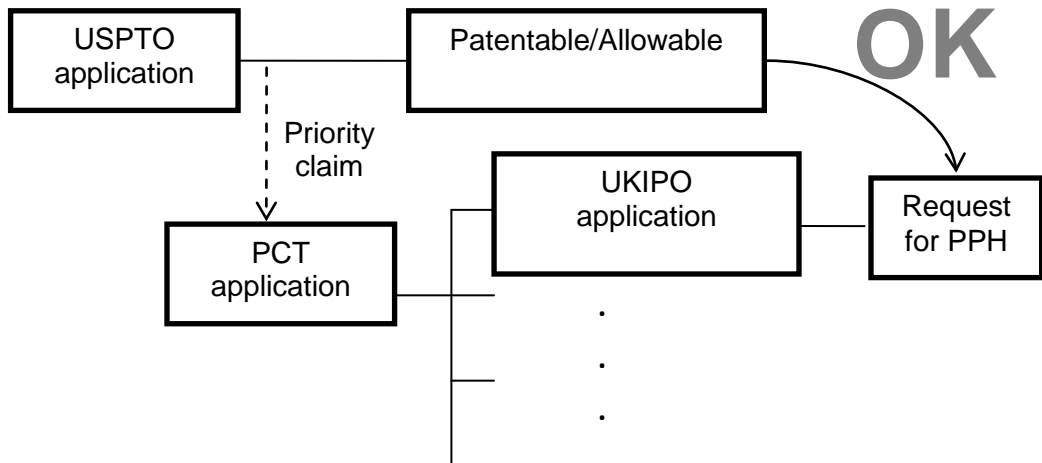 USPTO
application
Patentable/Allowable
OK
Priority
claim
UKIPO
application
Request
for PPH
PCT
application
.
.
.